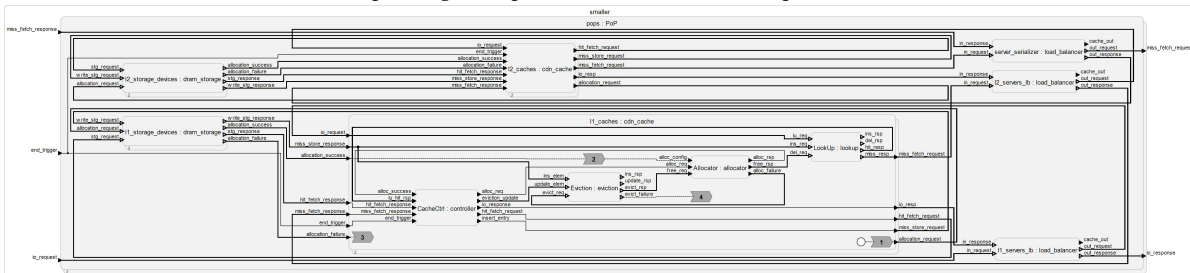 smaller
pops : PoP
miss_fetch_response
io_request
end_trigger
allocation_success
allocation_failure
hit_fetch_response
miss_store_response
miss_fetch_response
l2_caches : cdn_cache
hit_fetch_request
miss_store_request
miss_fetch_request
io_resp
allocation_request
stg_request
write_stg_request
allocation_request
l2_storage_devices : dram_storage
allocation_success
allocation_failure
stg_response
write_stg_response
in_response
in_request
server_serializer : load_balancer
cache_out
out_request
out_response
miss_fetch_request
in_response
in_request
l2_servers_lb : load_balancer
cache_out
out_request
out_response
write_stg_request
allocation_request
stg_request
l1_storage_devices : dram_storage
write_stg_response
allocation_success
stg_response
allocation_failure
end_trigger
l1_caches : cdn_cache
io_request
miss_store_response
allocation_success
2
alloc_config
alloc_req
free_req
Allocator : allocator
alloc_rsp
free_rsp
alloc_failure
lu_req
ins_req
del_req
LookUp : lookup
ins_rsp
del_rsp
hit_resp
miss_resp
miss_fetch_request
ins_elem
update_elem
evict_req
Eviction : eviction
ins_rsp
update_rsp
evict_rsp
evict_failure
4
alloc_success
lu_hit_rsp
hit_fetch_response
miss_fetch_response
end_trigger
CacheCtrl : controller
alloc_req
eviction_update
io_response
hit_fetch_request
insert_entry
hit_fetch_response
miss_fetch_response
end_trigger
allocation_failure
3
io_resp
hit_fetch_request
miss_store_request
1
allocation_request
in_response
in_request
l1_servers_lb : load_balancer
cache_out
out_request
out_response
io_request
io_response